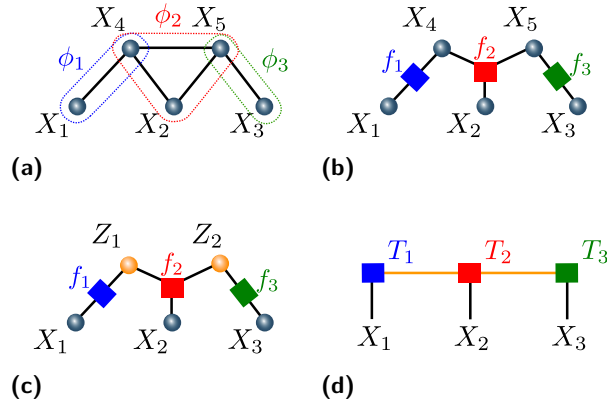 X₄ ϕ₂ X₅
ϕ₁ ϕ₃
X₁ X₂ X₃
(a)
X₄ X₅
f₁ f₂ f₃
X₁ X₂ X₃
(b)
Z₁ Z₂
f₁ f₂ f₃
X₁ X₂ X₃
(c)
T₁ T₂ T₃
X₁ X₂ X₃
(d)